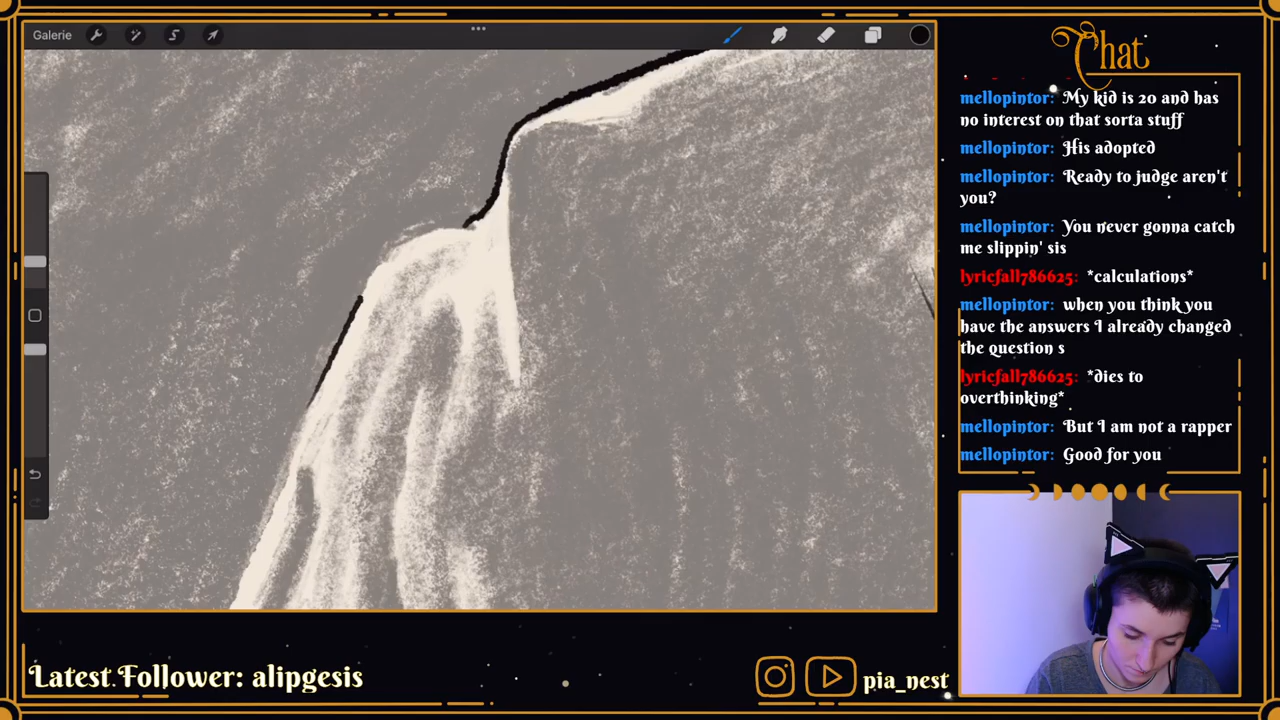 Galerie
Chat
mellopintor: My kid is 20 and has
no interest on that sorta stuff
mellopintor: His adopted
mellopintor: Ready to judge aren't
you?
mellopintor: You never gonna catch
me slippin' sis
lyricfall786625: *calculations*
mellopintor: when you think you
have the answers I already changed
the question s
lyricfall786625: *dies to
overthinking*
mellopintor: But I am not a rapper
mellopintor: Good for you
Latest Follower: alipgesis
pia_nest